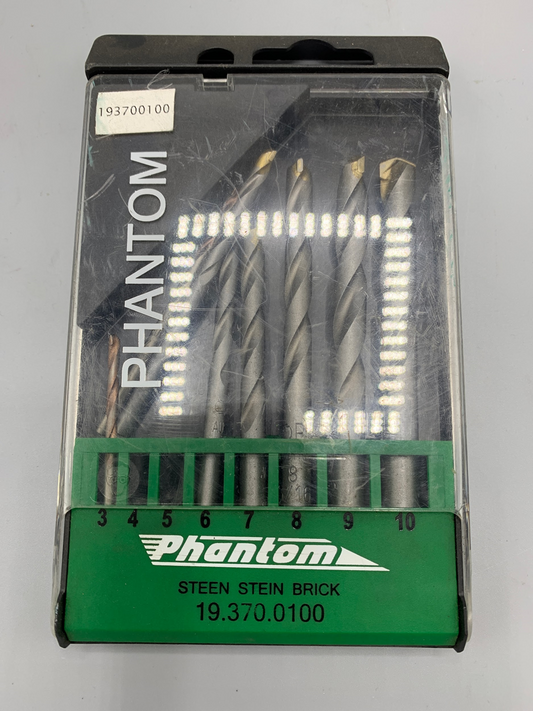 193700100
PHANTOM
3 4 5 6 7 8 9 10
Phantom
STEEN STEIN BRICK
19.370.0100